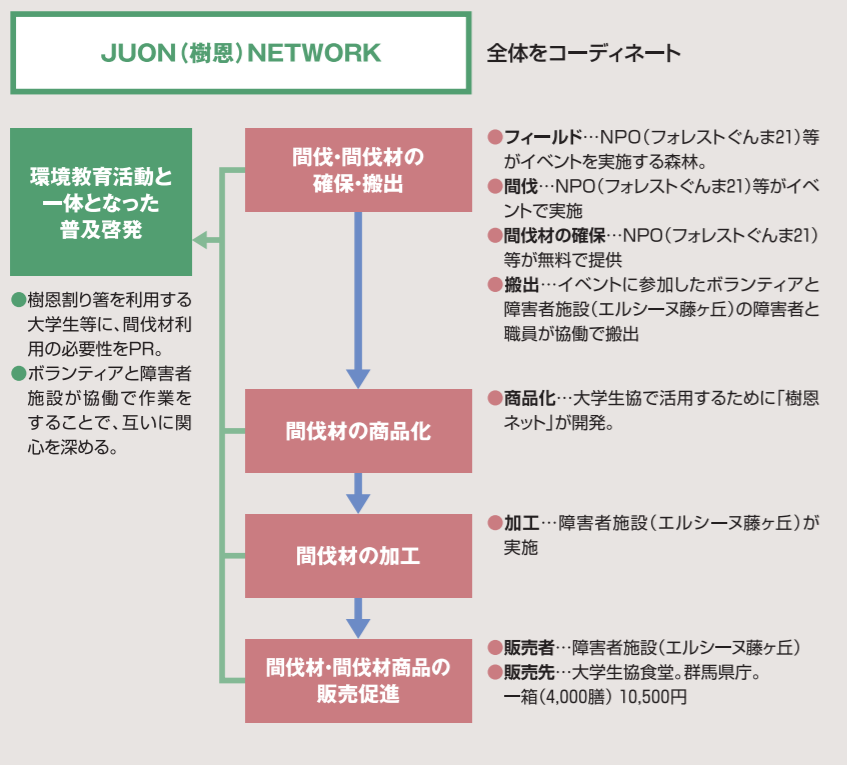 JUON（樹恩）NETWORK
全体をコーディネート
環境教育活動と
一体となった
普及啓発
●樹恩割り箸を利用する
大学生等に、間伐材利
用の必要性をPR。
●ボランティアと障害者
施設が協働で作業を
することで、互いに関
心を深める。
間伐・間伐材の
確保・搬出
●フィールド…NPO（フォレストぐんま21）等
がイベントを実施する森林。
●間伐…NPO（フォレストぐんま21）等がイベ
ントで実施
●間伐材の確保…NPO（フォレストぐんま21）
等が無料で提供
●搬出…イベントに参加したボランティアと
障害者施設（エルシーヌ藤ヶ丘）の障害者と
職員が協働で搬出
間伐材の商品化
●商品化…大学生協で活用するために「樹恩
ネット」が開発。
間伐材の加工
●加工…障害者施設（エルシーヌ藤ヶ丘）が
実施
間伐材・間伐材商品の
販売促進
●販売者…障害者施設（エルシーヌ藤ヶ丘）
●販売先…大学生協食堂。群馬県庁。
一箱（4,000膳） 10,500円